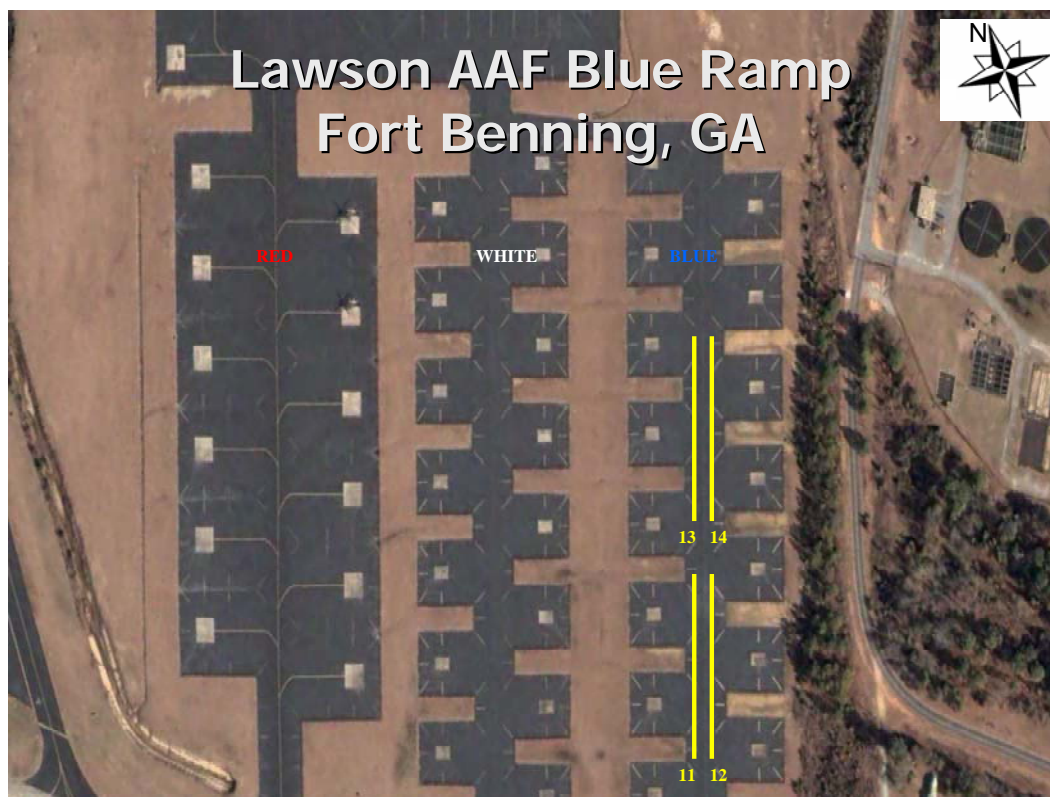 N
Lawson AAF Blue Ramp
Fort Benning, GA
RED WHITE BLUE
13 14
11 12